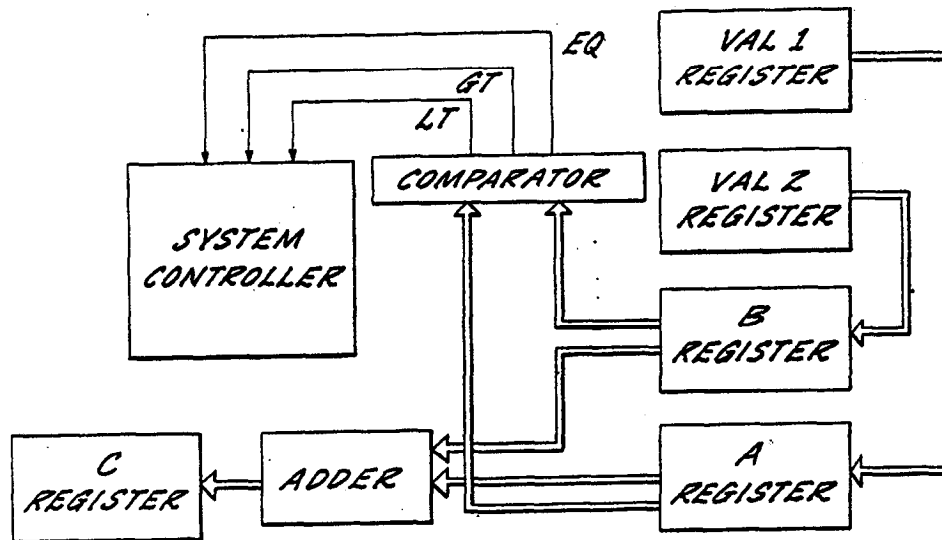 EQ
GT
LT
VAL 1
REGISTER
COMPARATOR
VAL 2
REGISTER
SYSTEM
CONTROLLER
B
REGISTER
C
REGISTER
ADDER
A
REGISTER